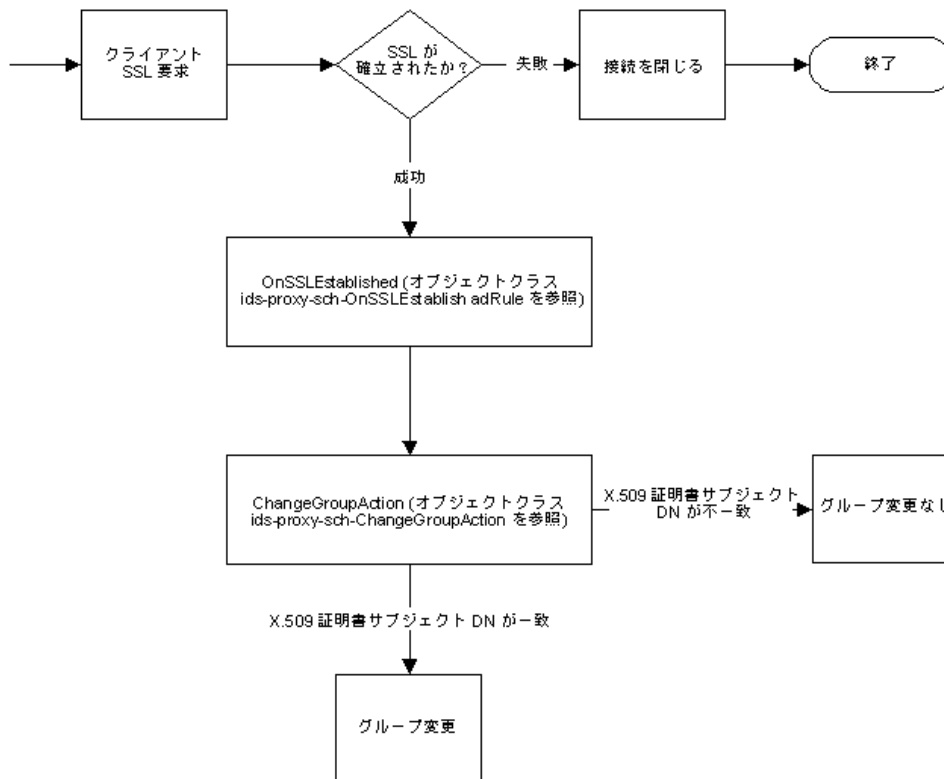 クライアント
SSL 要求
SSL が
確立されたか?
失敗
接続を閉じる
終了
成功
OnSSLEstablished (オブジェクトクラス
ids-proxy-sch-OnSSLEstablish adRule を参照)
ChangeGroupAction (オブジェクトクラス
ids-proxy-sch-ChangeGroupAction を参照)
X.509 証明書サブジェクト
DN が不一致
グループ変更なし
X.509 証明書サブジェクト DN が一致
グループ変更